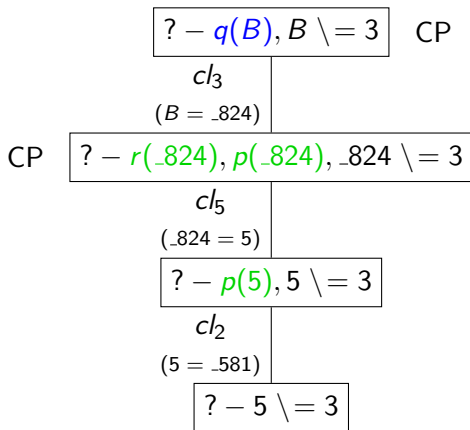 ? − q(B), B \ = 3 CP
cl₃
(B = _824)
CP ? − r(_824), p(_824), _824 \ = 3
cl₅
(_824 = 5)
? − p(5), 5 \ = 3
cl₂
(5 = _581)
? − 5 \ = 3